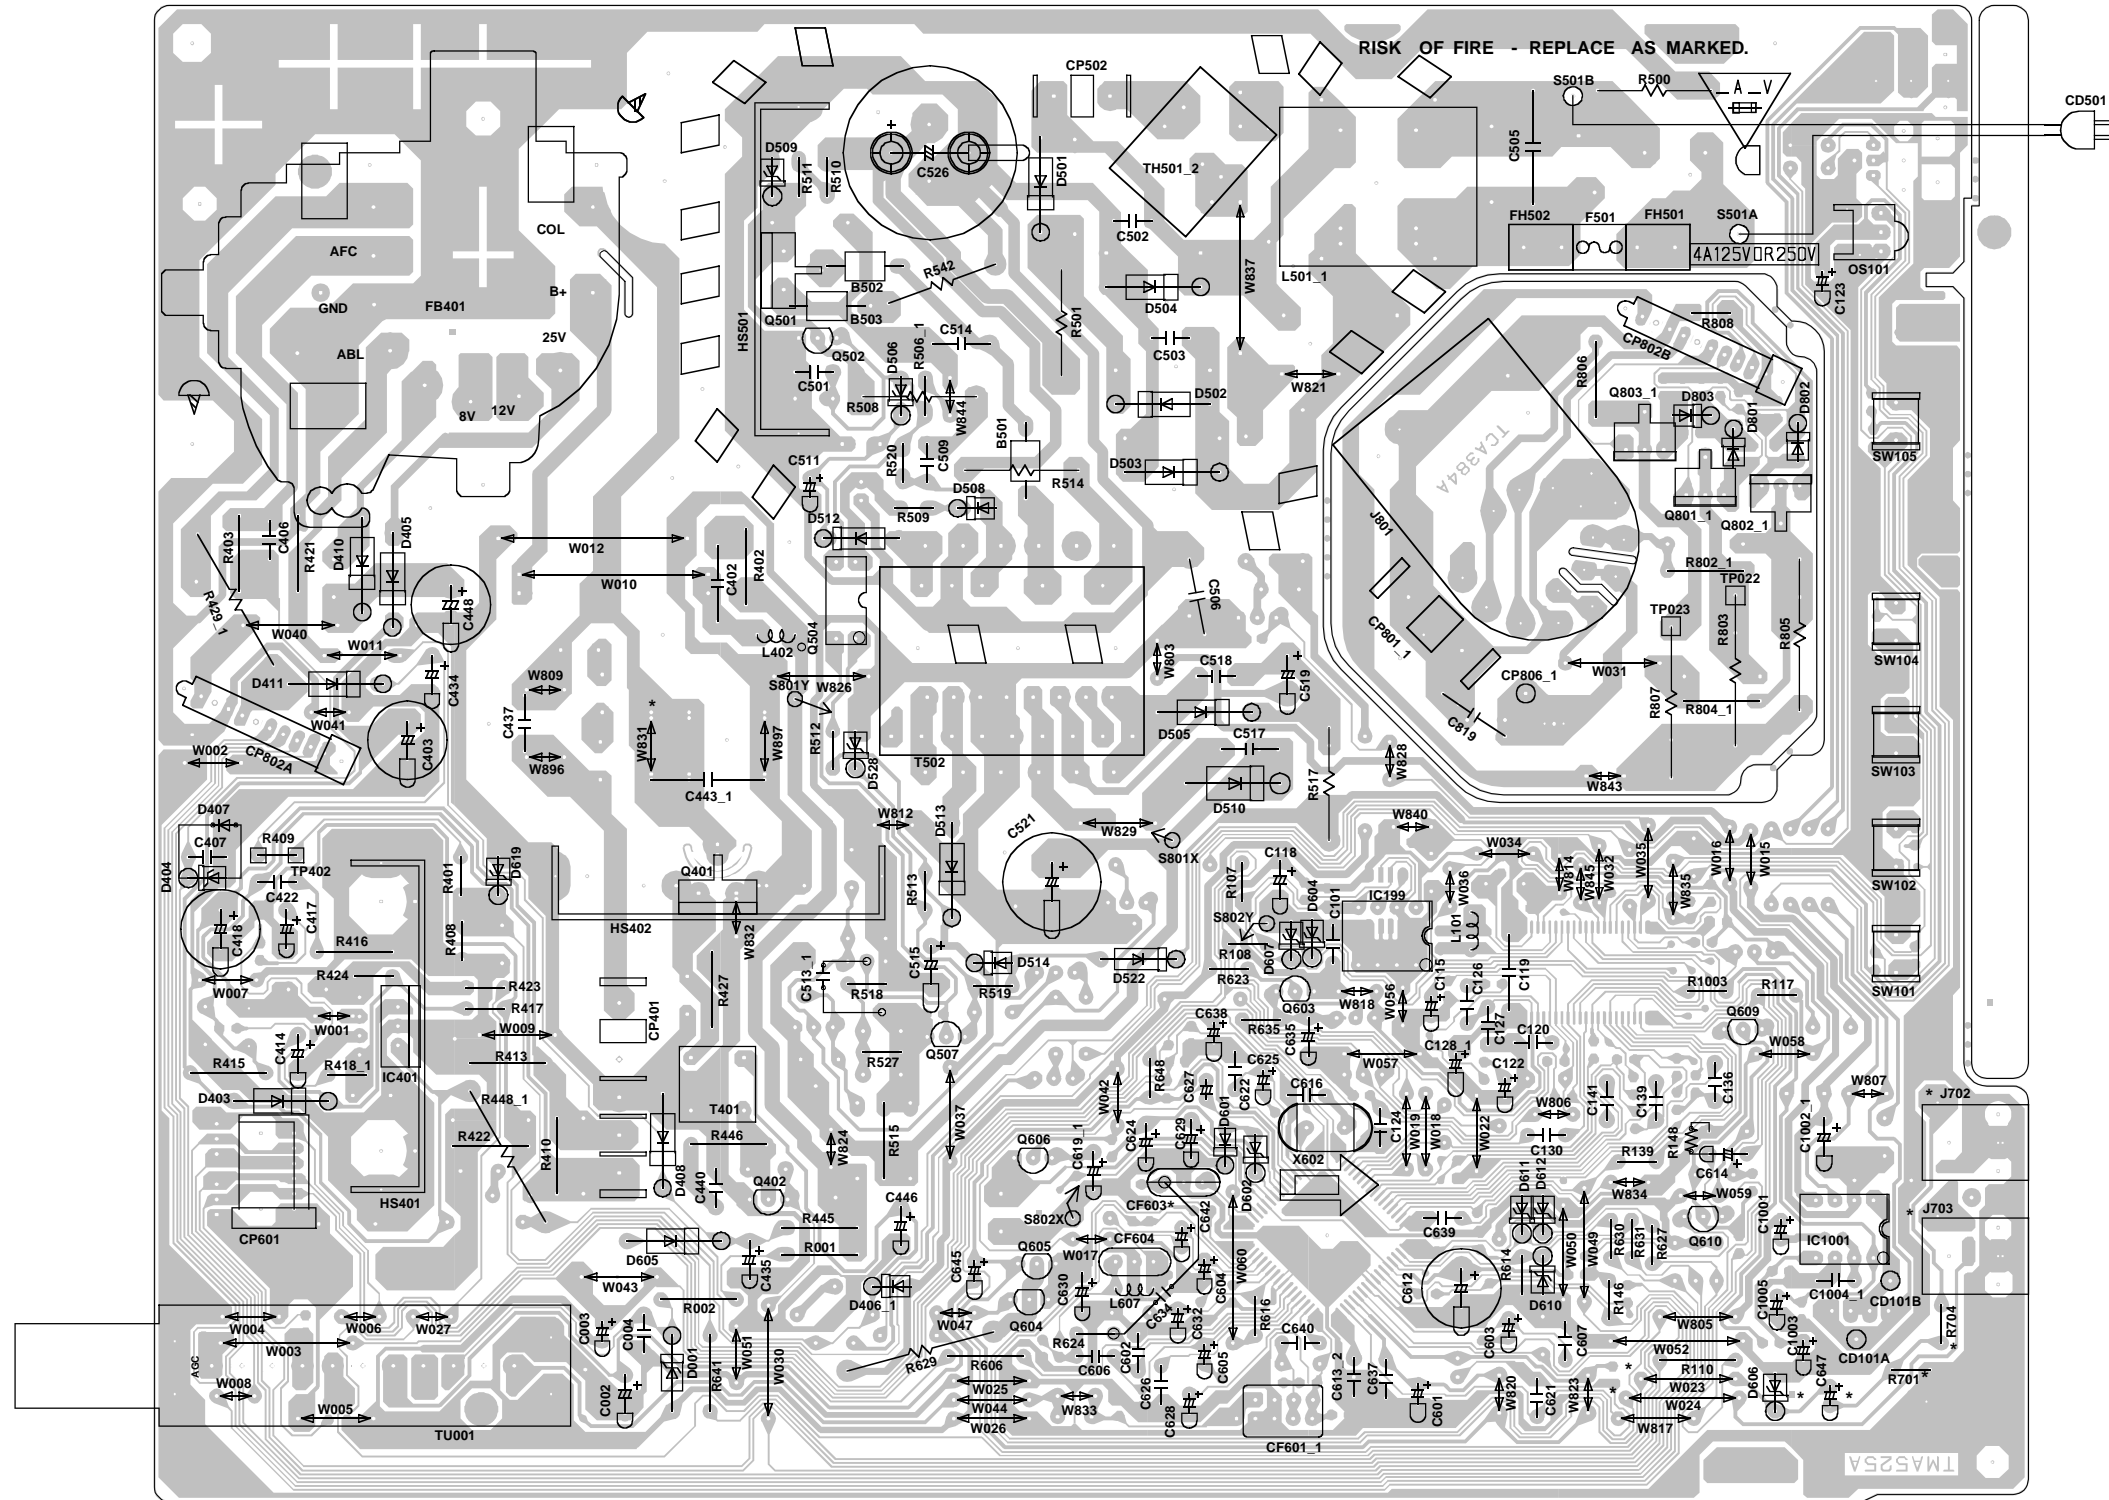 RISK OF FIRE - REPLACE AS MARKED.
CP502
S501B
R500
A V
CD501
D509
R511
R510
C526
D501
TH501_2
C505
C502
FH502
F501
FH501
S501A
4A125V OR 250V
OS101
C123
AFC
COL
GND
FB401
B+
ABL
25V
8V
12V
HS501
B502
B503
R542
Q501
Q502
C501
D506
R506_1
C514
R508
W844
R501
D504
C503
W837
L501_1
W821
D502
D503
B501
R514
C511
R520
C509
D508
R509
D512
CP802B
R808
R806
Q803_1
D803
D801
D802
Q801_1
Q802_1
SW105
TCA384A
J801
R802_1
TP022
TP023
R803
R805
R807
R804_1
W031
CP801_1
CP806_1
C819
W843
SW104
SW103
SW102
SW101
R403
C406
R421
D410
D405
W012
W010
C402
R402
R429_1
C448
W040
W011
D411
C434
W041
C403
CP802A
W002
L402
Q504
W826
S801Y
W809
C437
W896
W831
*
W897
C443_1
R512
D528
T502
C506
W803
C518
C519
D505
C517
D510
R517
W828
W840
W829
S801X
W812
D513
C521
D407
C407
D404
R409
TP402
C422
C417
C418
R401
D619
R408
R416
R424
W007
R423
R417
W001
W009
C414
R415
R418_1
IC401
R413
D403
R448_1
R422
R410
HS401
CP601
Q401
HS402
W832
R427
CP401
C513_1
R518
R513
C515
D514
R519
Q507
R527
D522
C118
R107
D604
C101
S802Y
R108
D607
R623
Q603
IC199
W036
L101
W034
W814
W845
W032
W035
W835
W016
W015
C115
C126
C119
C127
W818
W056
R1003
R117
Q609
W058
C638
R635
C635
W057
C128_1
C120
C122
C625
C622
C627
R648
W042
C616
C124
W019
W018
W022
W806
C130
C141
C139
C136
W807
* J702
C1002_1
R148
R139
C614
W834
W059
Q610
C1001
IC1001
* J703
T401
R446
D408
C440
Q402
W824
R515
W037
Q606
C619_1
C624
C629
D601
D602
X602
CF603*
S802X
C642
C446
R445
R001
D605
C435
W043
R002
D406_1
C645
Q605
Q604
W017
CF604
C630
L607
C634
C632
C604
W060
R616
C639
C612
R614
D611
D612
D610
W050
W049
R630
R631
R627
R146
C1005
C1004_1
CD101B
CD101A
C1003
R704
*
R701*
W004
W006
W027
W003
AGC
W008
W005
TU001
C003
C004
C002
D001
R641
W051
W030
W047
R629
R606
W025
W044
W026
R624
C606
W833
C602
C626
C628
C605
C640
C613_2
C637
C601
CF601_1
C603
C607
W820
C621
W823
*
*
W805
W052
R110
W023
W024
W817
D606
*
C647
*
TMA525A